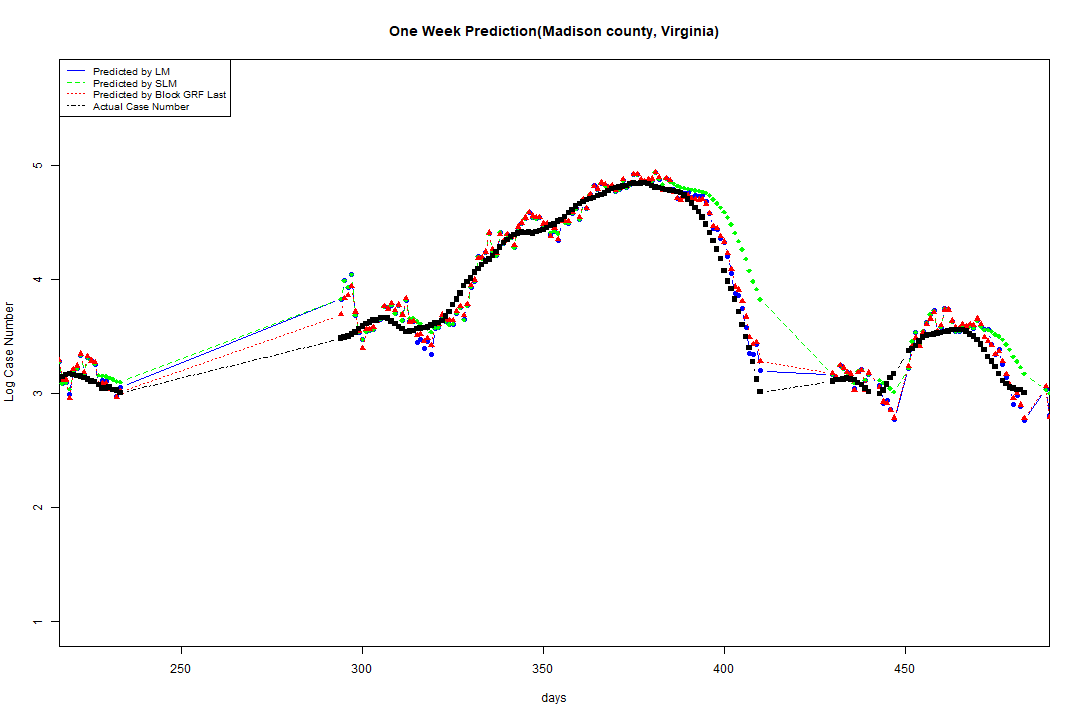 One Week Prediction(Madison county, Virginia)
Predicted by LM
Predicted by SLM
Predicted by Block GRF Last
Actual Case Number
5
4
3
2
1
Log Case Number
250 300 350 400 450
days